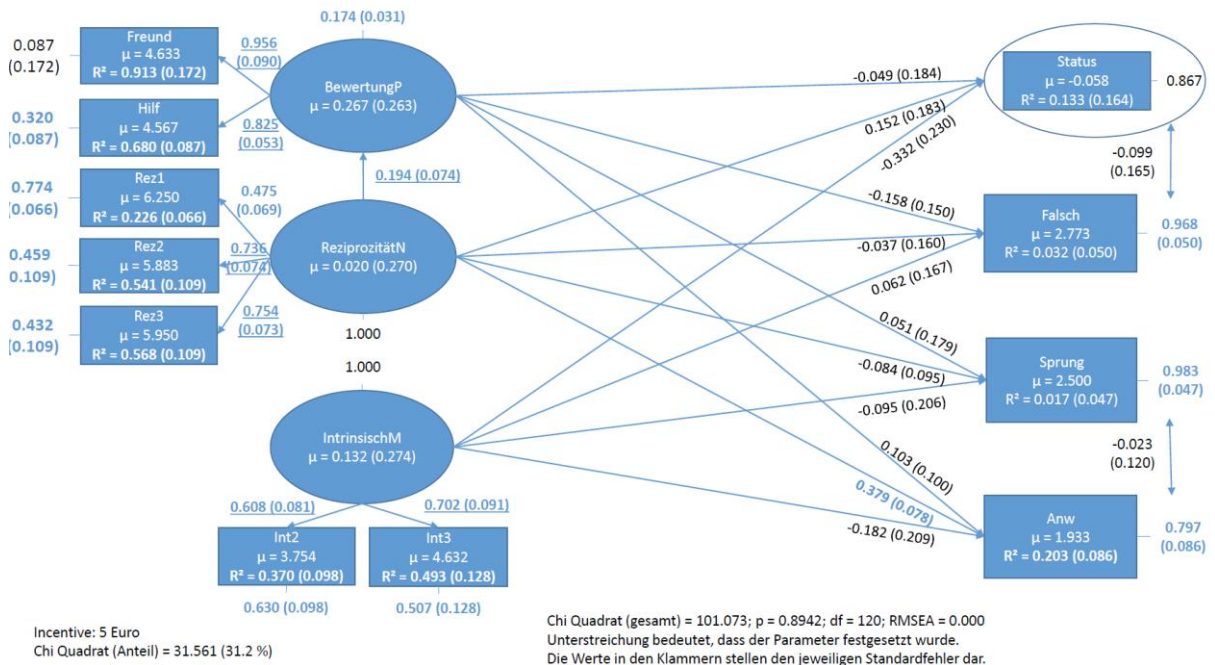 0.174 (0.031)
0.087
(0.172)
Freund
μ = 4.633
R² = 0.913 (0.172)
0.956
(0.090)
BewertungP
μ = 0.267 (0.263)
0.320
(0.087)
Hilf
μ = 4.567
R² = 0.680 (0.087)
0.825
(0.053)
0.194 (0.074)
0.774
(0.066)
Rez1
μ = 6.250
R² = 0.226 (0.066)
0.475
(0.069)
0.459
(0.109)
Rez2
μ = 5.883
R² = 0.541 (0.109)
0.736
(0.074)
ReziprozitätN
μ = 0.020 (0.270)
0.432
(0.109)
Rez3
μ = 5.950
R² = 0.568 (0.109)
0.754
(0.073)
1.000
1.000
IntrinsischM
μ = 0.132 (0.274)
0.608 (0.081)
0.702 (0.091)
Int2
μ = 3.754
R² = 0.370 (0.098)
0.630 (0.098)
Int3
μ = 4.632
R² = 0.493 (0.128)
0.507 (0.128)
-0.049 (0.184)
0.152 (0.183)
-0.332 (0.230)
-0.158 (0.150)
-0.037 (0.160)
0.062 (0.167)
0.051 (0.179)
-0.084 (0.095)
-0.095 (0.206)
0.103 (0.100)
0.379 (0.078)
-0.182 (0.209)
Status
μ = -0.058
R² = 0.133 (0.164)
0.867
-0.099
(0.165)
Falsch
μ = 2.773
R² = 0.032 (0.050)
0.968
(0.050)
Sprung
μ = 2.500
R² = 0.017 (0.047)
0.983
(0.047)
-0.023
(0.120)
Anw
μ = 1.933
R² = 0.203 (0.086)
0.797
(0.086)
Incentive: 5 Euro
Chi Quadrat (Anteil) = 31.561 (31.2 %)
Chi Quadrat (gesamt) = 101.073; p = 0.8942; df = 120; RMSEA = 0.000
Unterstreichung bedeutet, dass der Parameter festgesetzt wurde.
Die Werte in den Klammern stellen den jeweiligen Standardfehler dar.